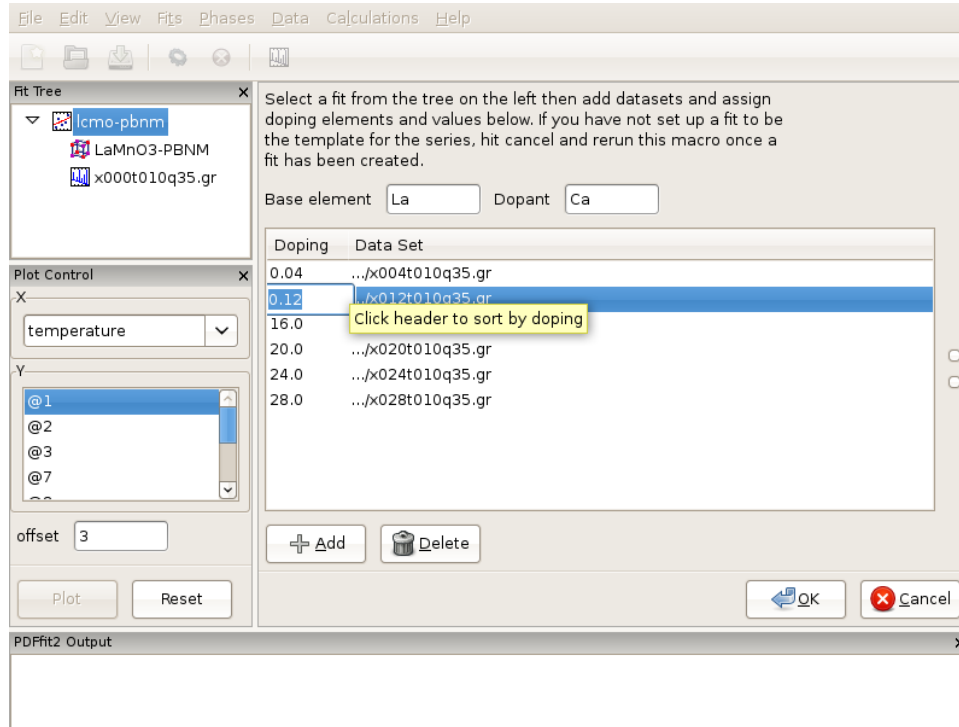 File Edit View Fits Phases Data Calculations Help
Fit Tree x
lcmo-pbnm
LaMnO3-PBNM
x000t010q35.gr
Plot Control x
X
temperature
Y
@1
@2
@3
@7
offset 3
Plot Reset
Select a fit from the tree on the left then add datasets and assign
doping elements and values below. If you have not set up a fit to be
the template for the series, hit cancel and rerun this macro once a
fit has been created.
Base element La Dopant Ca
Doping Data Set
0.04 .../x004t010q35.gr
0.12 ../x012t010q35.gr
Click header to sort by doping
16.0
20.0 .../x020t010q35.gr
24.0 .../x024t010q35.gr
28.0 .../x028t010q35.gr
Add Delete
OK Cancel
PDFfit2 Output